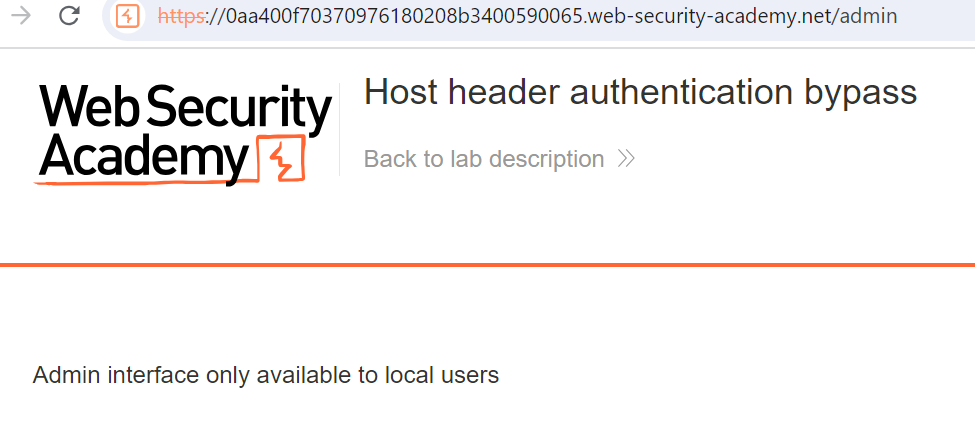 https://0aa400f70370976180208b3400590065.web-security-academy.net/admin
Web Security
Academy
Host header authentication bypass
Back to lab description
Admin interface only available to local users